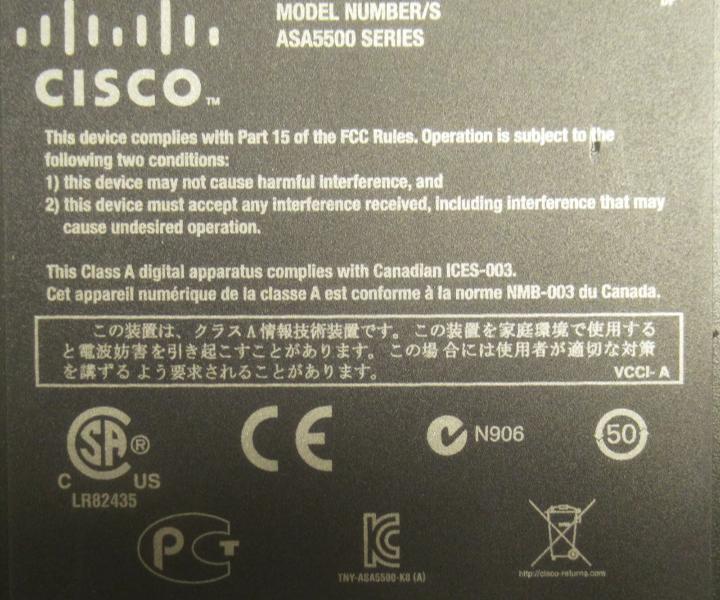 MODEL NUMBER/S
ASA5500 SERIES
CISCO™
This device complies with Part 15 of the FCC Rules. Operation is subject to the
following two conditions:
1) this device may not cause harmful interference, and
2) this device must accept any interference received, including interference that may
cause undesired operation.
This Class A digital apparatus complies with Canadian ICES-003.
Cet appareil numérique de la classe A est conforme à la norme NMB-003 du Canada.
この装置は、クラスA情報技術装置です。この装置を家庭環境で使用する
と電波妨害を引き起こすことがあります。この場合には使用者が適切な対策
を講ずるよう要求されることがあります。 VCCI-A
SA ®
C US
LR82435
CE
N906
50
PCT
KC
TNY-ASA5500-K8 (A)
http://cisco-returns.com